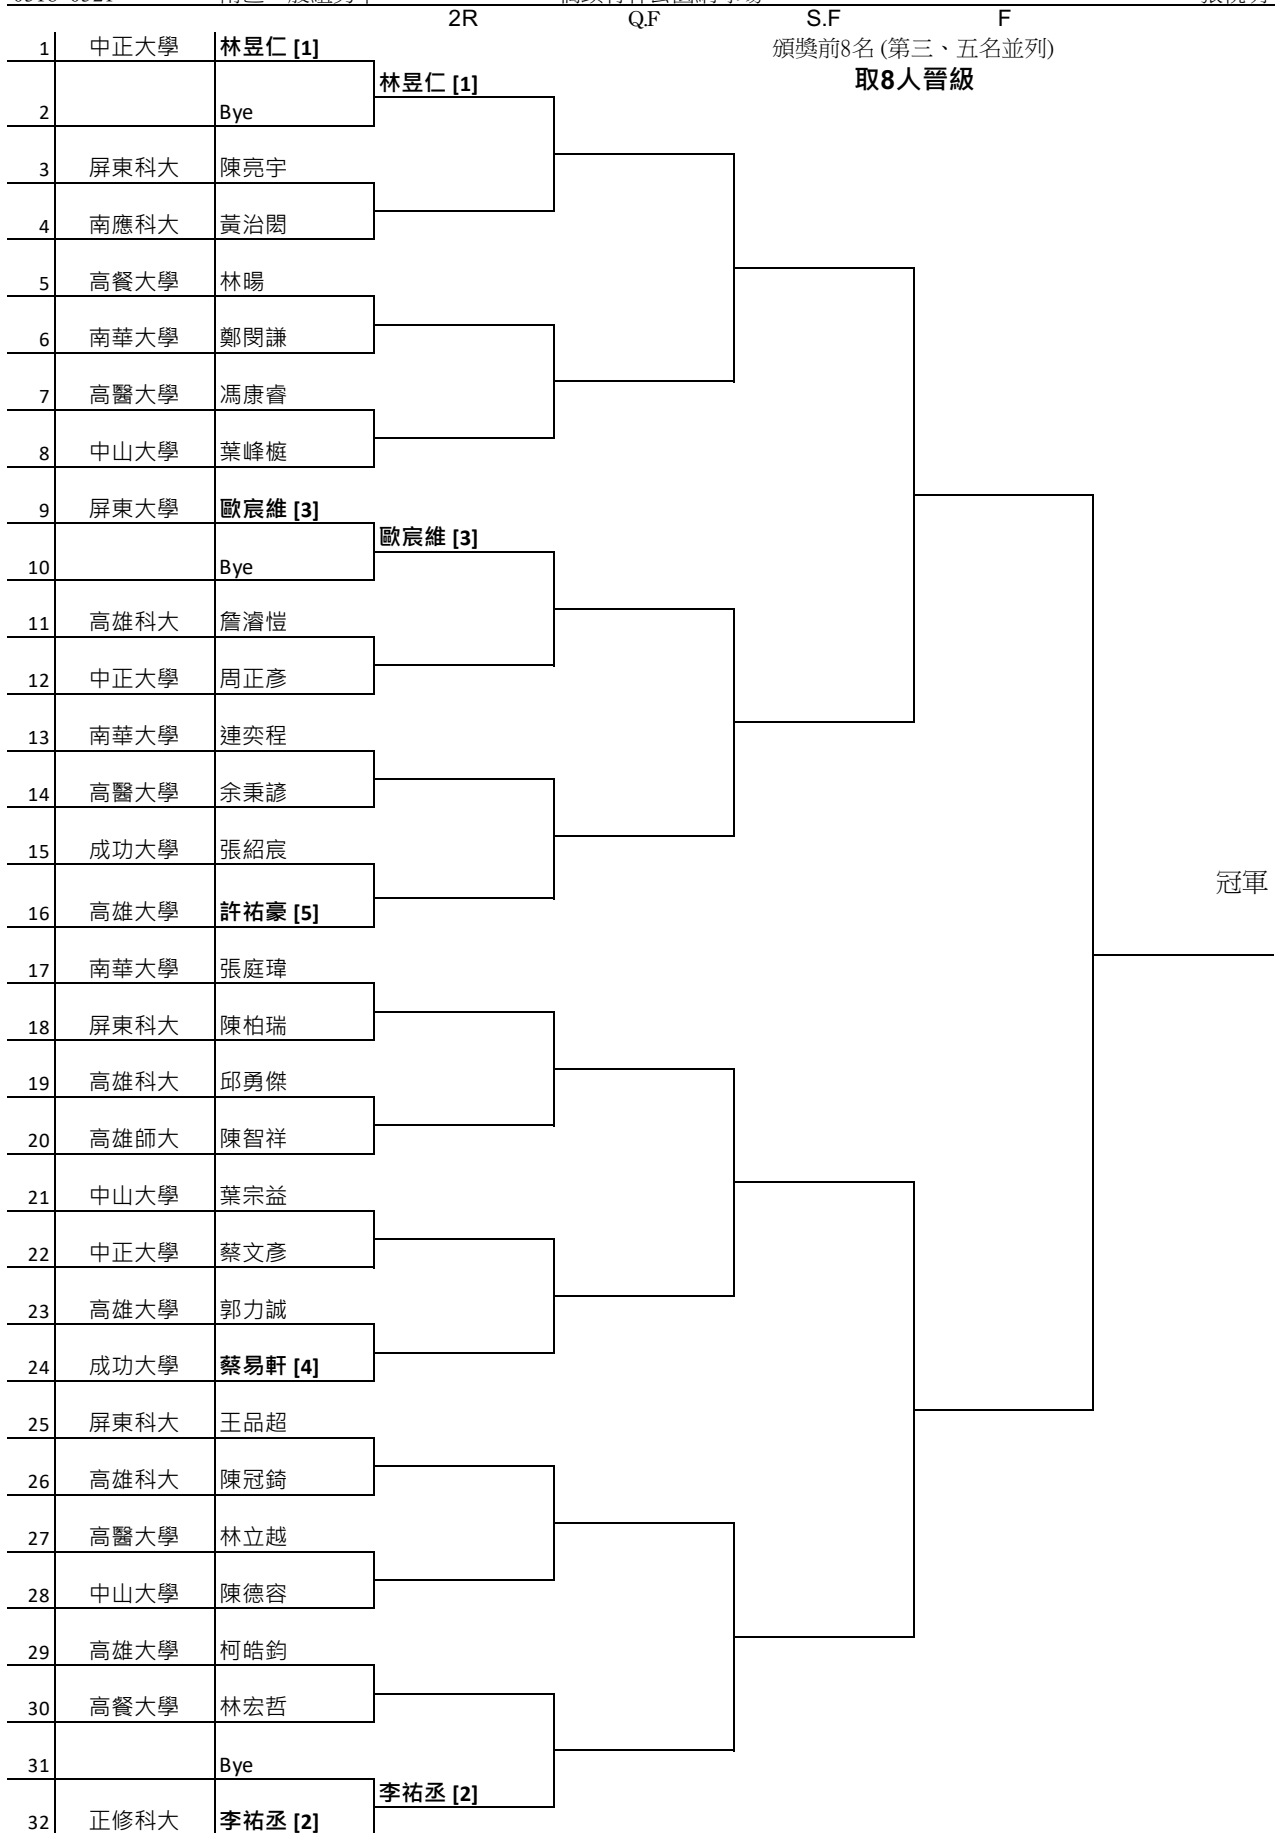 2R Q.F S.F F
1 中正大學 林昱仁 [1] 頒獎前8名 (第三、五名並列)
林昱仁 [1] 取8人晉級
2 Bye
3 屏東科大 陳亮宇
4 南應科大 黃治閎
5 高餐大學 林暘
6 南華大學 鄭閔謙
7 高醫大學 馮康睿
8 中山大學 葉峰榳
9 屏東大學 歐宸維 [3]
歐宸維 [3]
10 Bye
11 高雄科大 詹濬愷
12 中正大學 周正彥
13 南華大學 連奕程
14 高醫大學 余秉諺
15 成功大學 張紹宸
冠軍
16 高雄大學 許祐豪 [5]
17 南華大學 張庭瑋
18 屏東科大 陳柏瑞
19 高雄科大 邱勇傑
20 高雄師大 陳智祥
21 中山大學 葉宗益
22 中正大學 蔡文彥
23 高雄大學 郭力誠
24 成功大學 蔡易軒 [4]
25 屏東科大 王品超
26 高雄科大 陳冠錡
27 高醫大學 林立越
28 中山大學 陳德容
29 高雄大學 柯皓鈞
30 高餐大學 林宏哲
31 Bye
李祐丞 [2]
32 正修科大 李祐丞 [2]